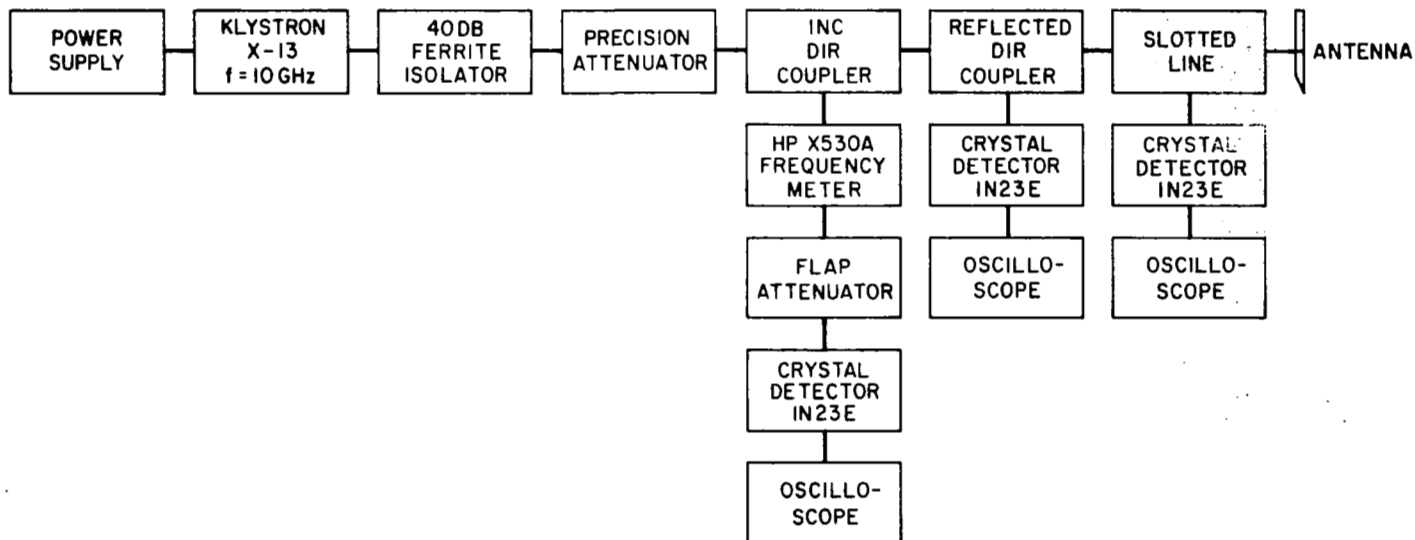 POWER
SUPPLY
KLYSTRON
X-13
f = 10 GHz
40 DB
FERRITE
ISOLATOR
PRECISION
ATTENUATOR
INC
DIR
COUPLER
REFLECTED
DIR
COUPLER
SLOTTED
LINE
ANTENNA
HP X530A
FREQUENCY
METER
CRYSTAL
DETECTOR
IN23E
CRYSTAL
DETECTOR
IN23E
FLAP
ATTENUATOR
OSCILLO-
SCOPE
OSCILLO-
SCOPE
CRYSTAL
DETECTOR
IN23E
OSCILLO-
SCOPE